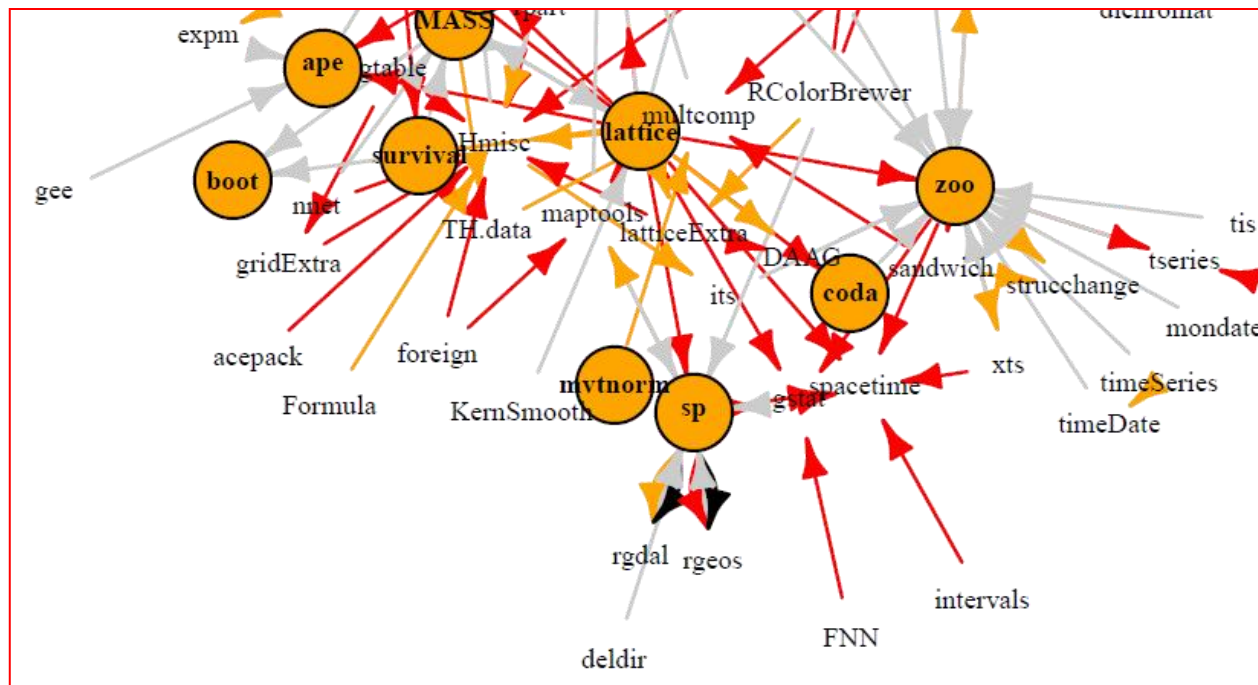 dichromat
MASS
expm
ape
gtable
RColorBrewer
multcomp
lattice
Hmisc
survival
boot
zoo
gee
nnet
maptools
tis
TH.data
latticeExtra
gridExtra
DAAG
sandwich
tseries
strucchange
its
coda
mondate
acepack
foreign
xts
mvtnorm
spacetime
timeSeries
Formula
KernSmooth
sp
gstat
timeDate
rgdal
rgeos
intervals
FNN
deldir